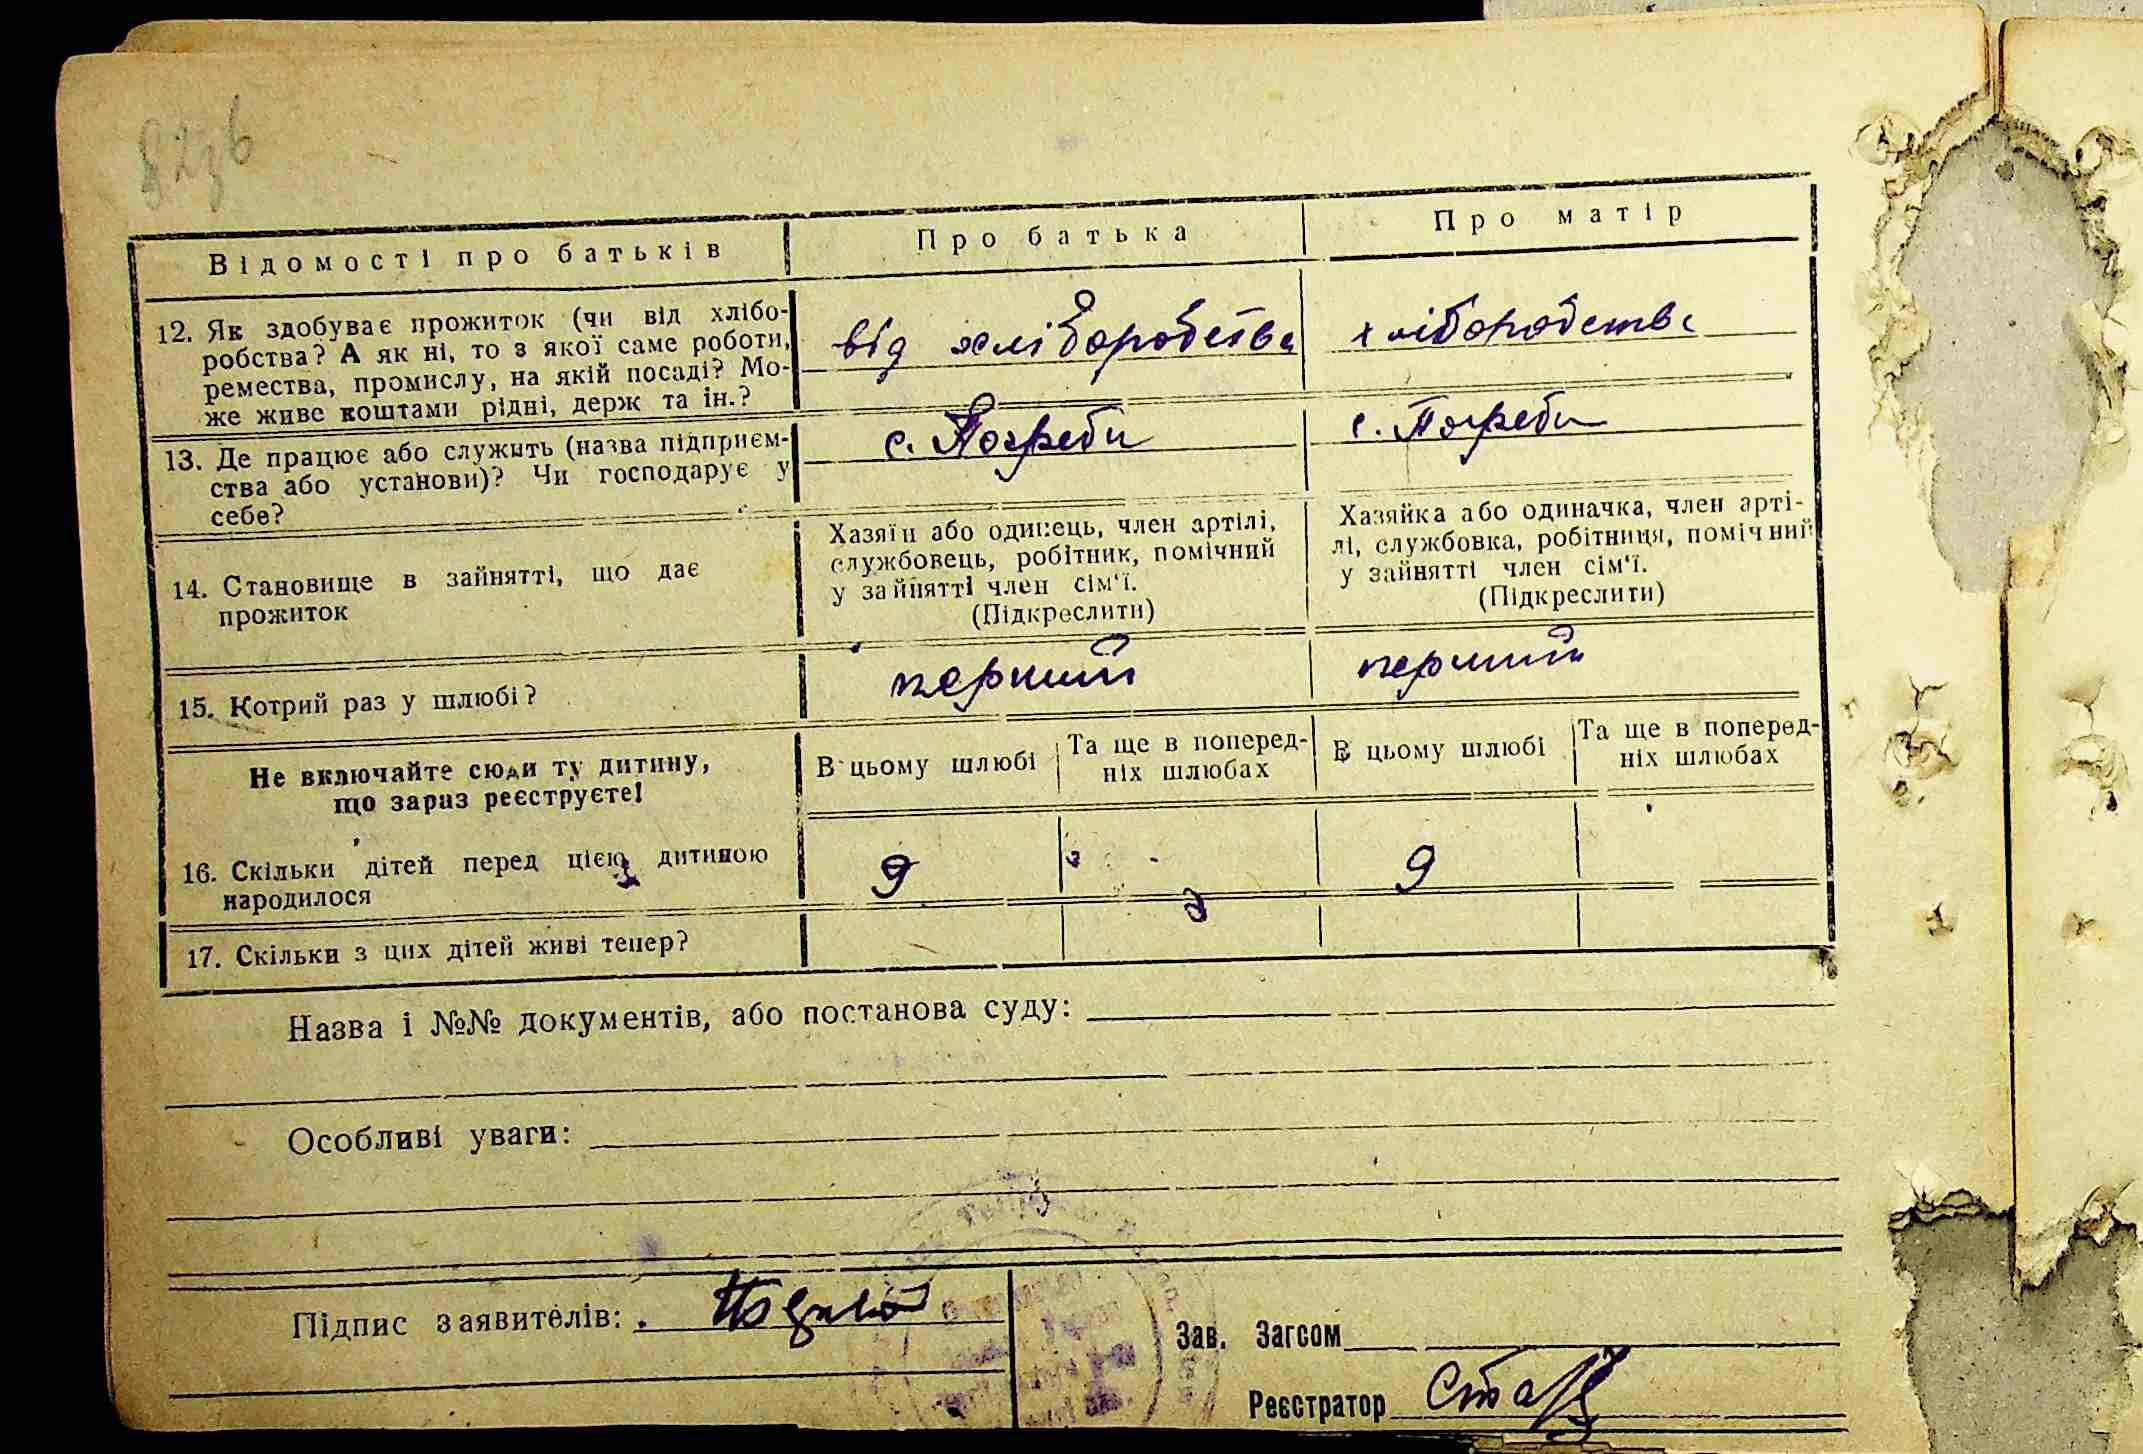 82зв
Відомості про батьків
Про батька
Про матір
12. Як здобуває прожиток (чи від хлібо-
робства? А як ні, то з якої саме роботи,
ремества, промислу, на якій посаді? Мо-
же живе коштами рідні, держ та ін.?
від хліборобства
хліборобства
13. Де працює або служить (назва підприєм-
ства або установи)? Чи господарує у
себе?
с. Погреби
с. Погреби
14. Становище в зайнятті, що дає
прожиток
Хазяїн або одинець, член артілі,
службовець, робітник, помічний
у зайнятті член сім'ї.
(Підкреслити)
Хазяйка або одиначка, член арті-
лі, службовка, робітниця, помічний
у зайнятті член сім'ї.
(Підкреслити)
15. Котрий раз у шлюбі?
перший
перший
Не включайте сюди ту дитину,
що зараз реєструєте!
В цьому шлюбі
Та ще в поперед-
ніх шлюбах
В цьому шлюбі
Та ще в поперед-
ніх шлюбах
16. Скільки дітей перед цією дитиною
народилося
9
9
17. Скільки з цих дітей живі тепер?
Назва і №№ документів, або постанова суду:
Особливі уваги:
Підпис заявителів:
Зав. Загсом
Реєстратор